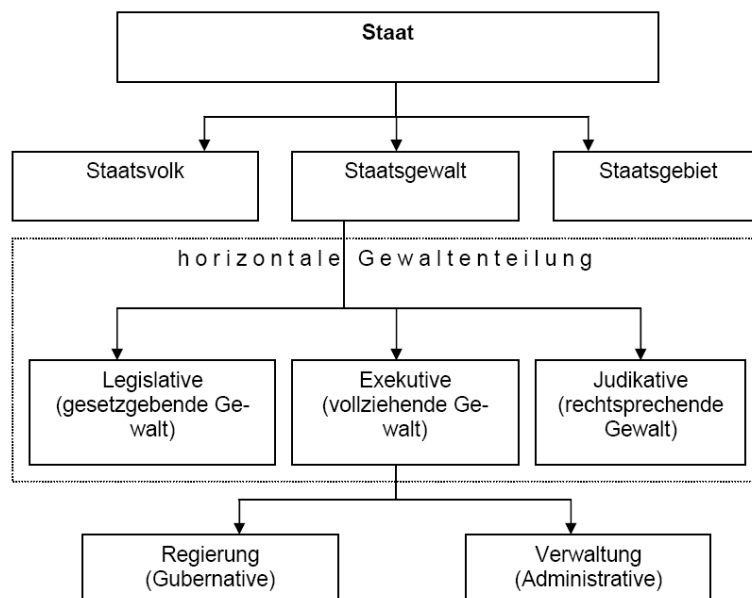 Staat
Staatsvolk
Staatsgewalt
Staatsgebiet
horizontale Gewaltenteilung
Legislative
(gesetzgebende Ge-
walt)
Exekutive
(vollziehende Ge-
walt)
Judikative
(rechtsprechende
Gewalt)
Regierung
(Gubernative)
Verwaltung
(Administrative)